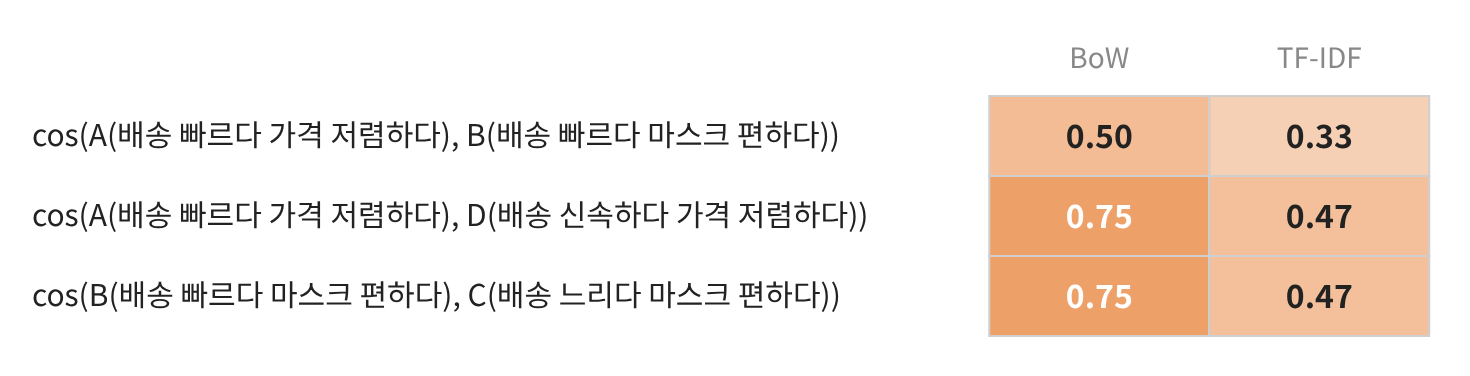 BoW TF-IDF
cos(A(배송 빠르다 가격 저렴하다), B(배송 빠르다 마스크 편하다)) 0.50 0.33
cos(A(배송 빠르다 가격 저렴하다), D(배송 신속하다 가격 저렴하다)) 0.75 0.47
cos(B(배송 빠르다 마스크 편하다), C(배송 느리다 마스크 편하다)) 0.75 0.47